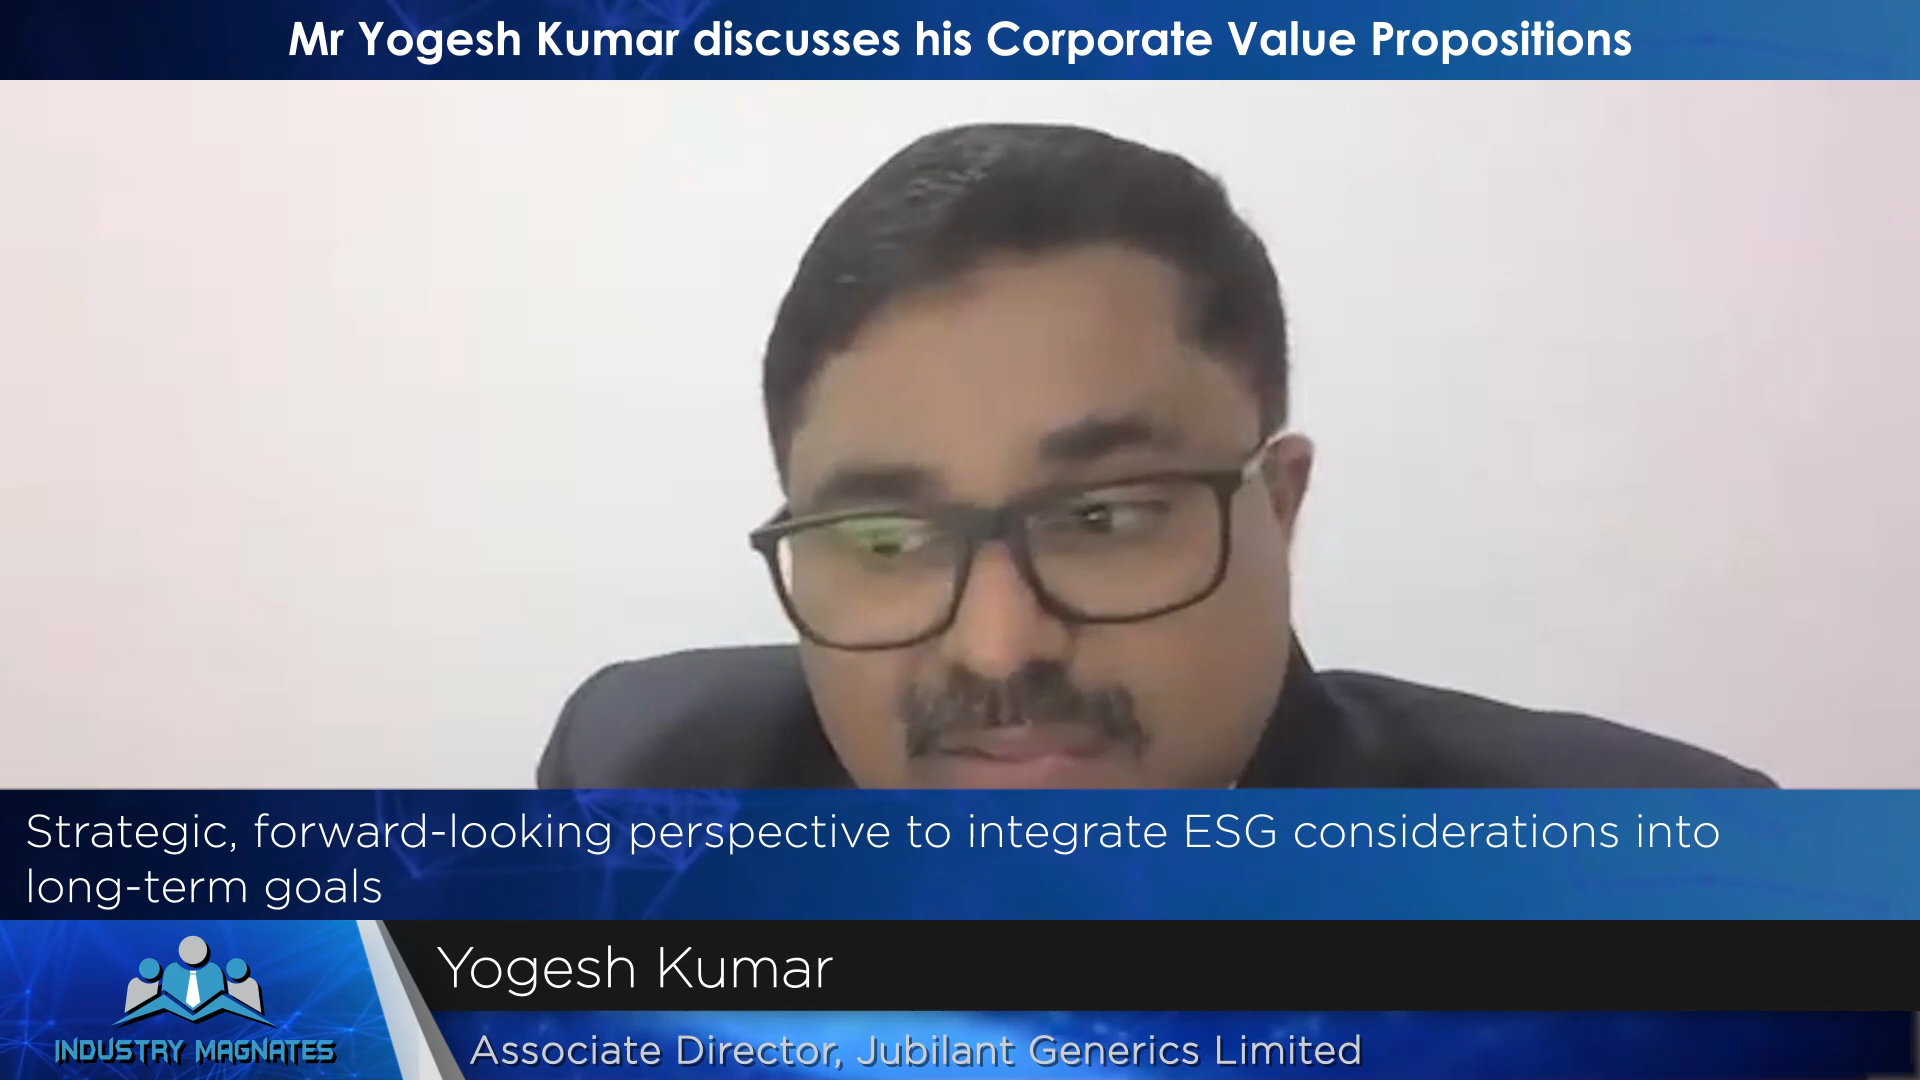 Mr Yogesh Kumar discusses his Corporate Value Propositions
Strategic, forward-looking perspective to integrate ESG considerations into
long-term goals
Yogesh Kumar
INDUSTRY MAGNATES
Associate Director, Jubilant Generics Limited